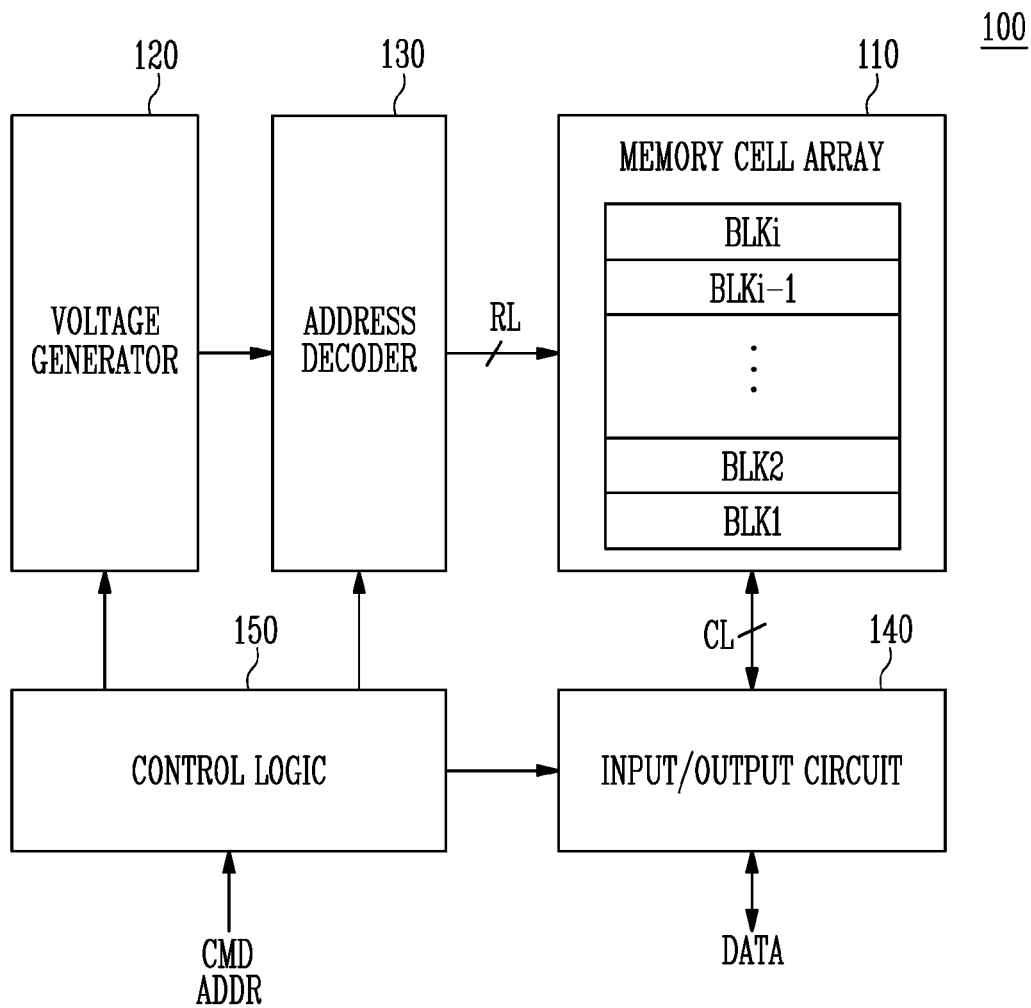 100
120
130
110
VOLTAGE
GENERATOR
ADDRESS
DECODER
RL
MEMORY CELL ARRAY
BLKi
BLKi-1
BLK2
BLK1
150
CL
140
CONTROL LOGIC
INPUT/OUTPUT CIRCUIT
CMD
ADDR
DATA